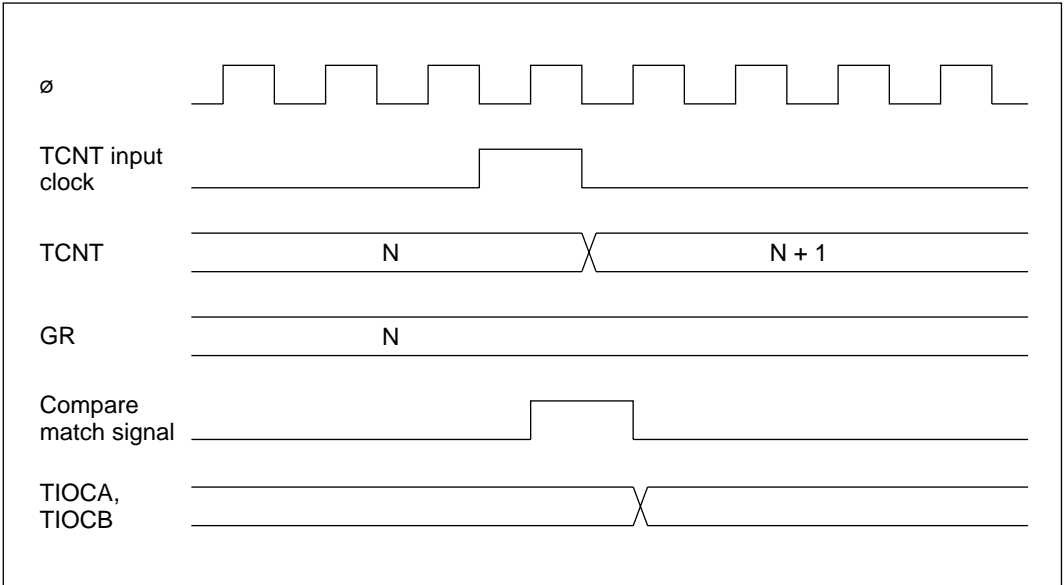 ø
TCNT input
clock
TCNT
N
N + 1
GR
N
Compare
match signal
TIOCA,
TIOCB